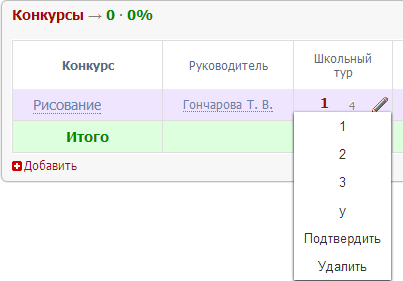 Конкурсы → 0 · 0%
Конкурс Руководитель Школьный
тур
Рисование Гончарова Т. В. 1 4
Итого
Добавить
1
2
3
у
Подтвердить
Удалить